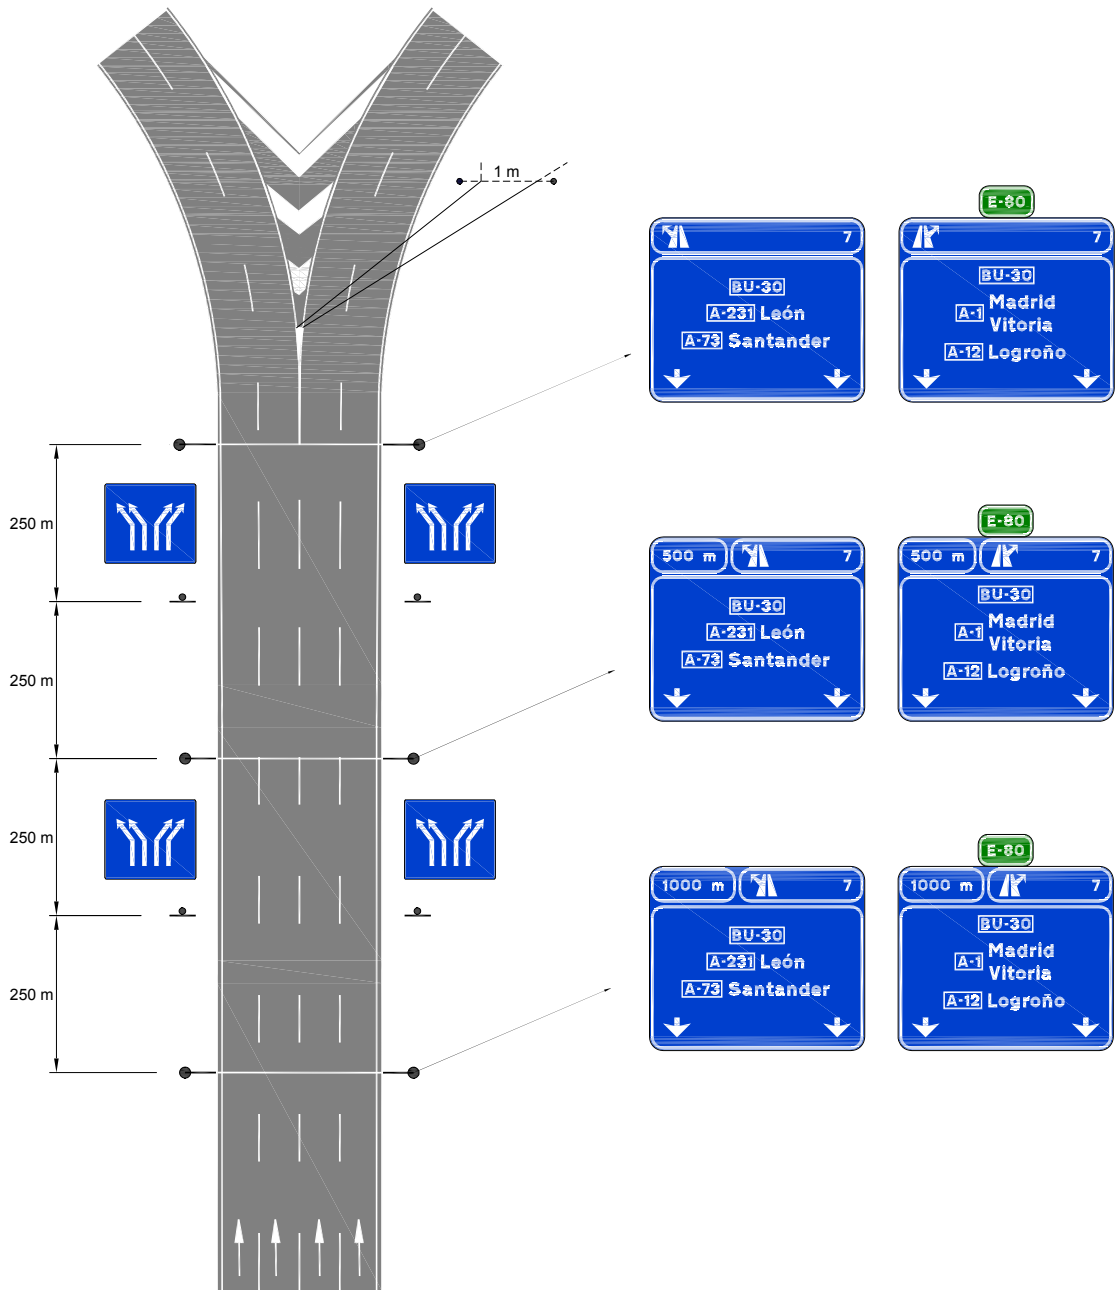 1 m
E-80
7
7
BU-30
A-231 León
A-73 Santander
BU-30
A-1 Madrid
Vitoria
A-12 Logroño
250 m
E-80
500 m 7
500 m 7
BU-30
A-231 León
A-73 Santander
BU-30
A-1 Madrid
Vitoria
A-12 Logroño
250 m
250 m
E-80
1000 m 7
1000 m 7
BU-30
A-231 León
A-73 Santander
BU-30
A-1 Madrid
Vitoria
A-12 Logroño
250 m